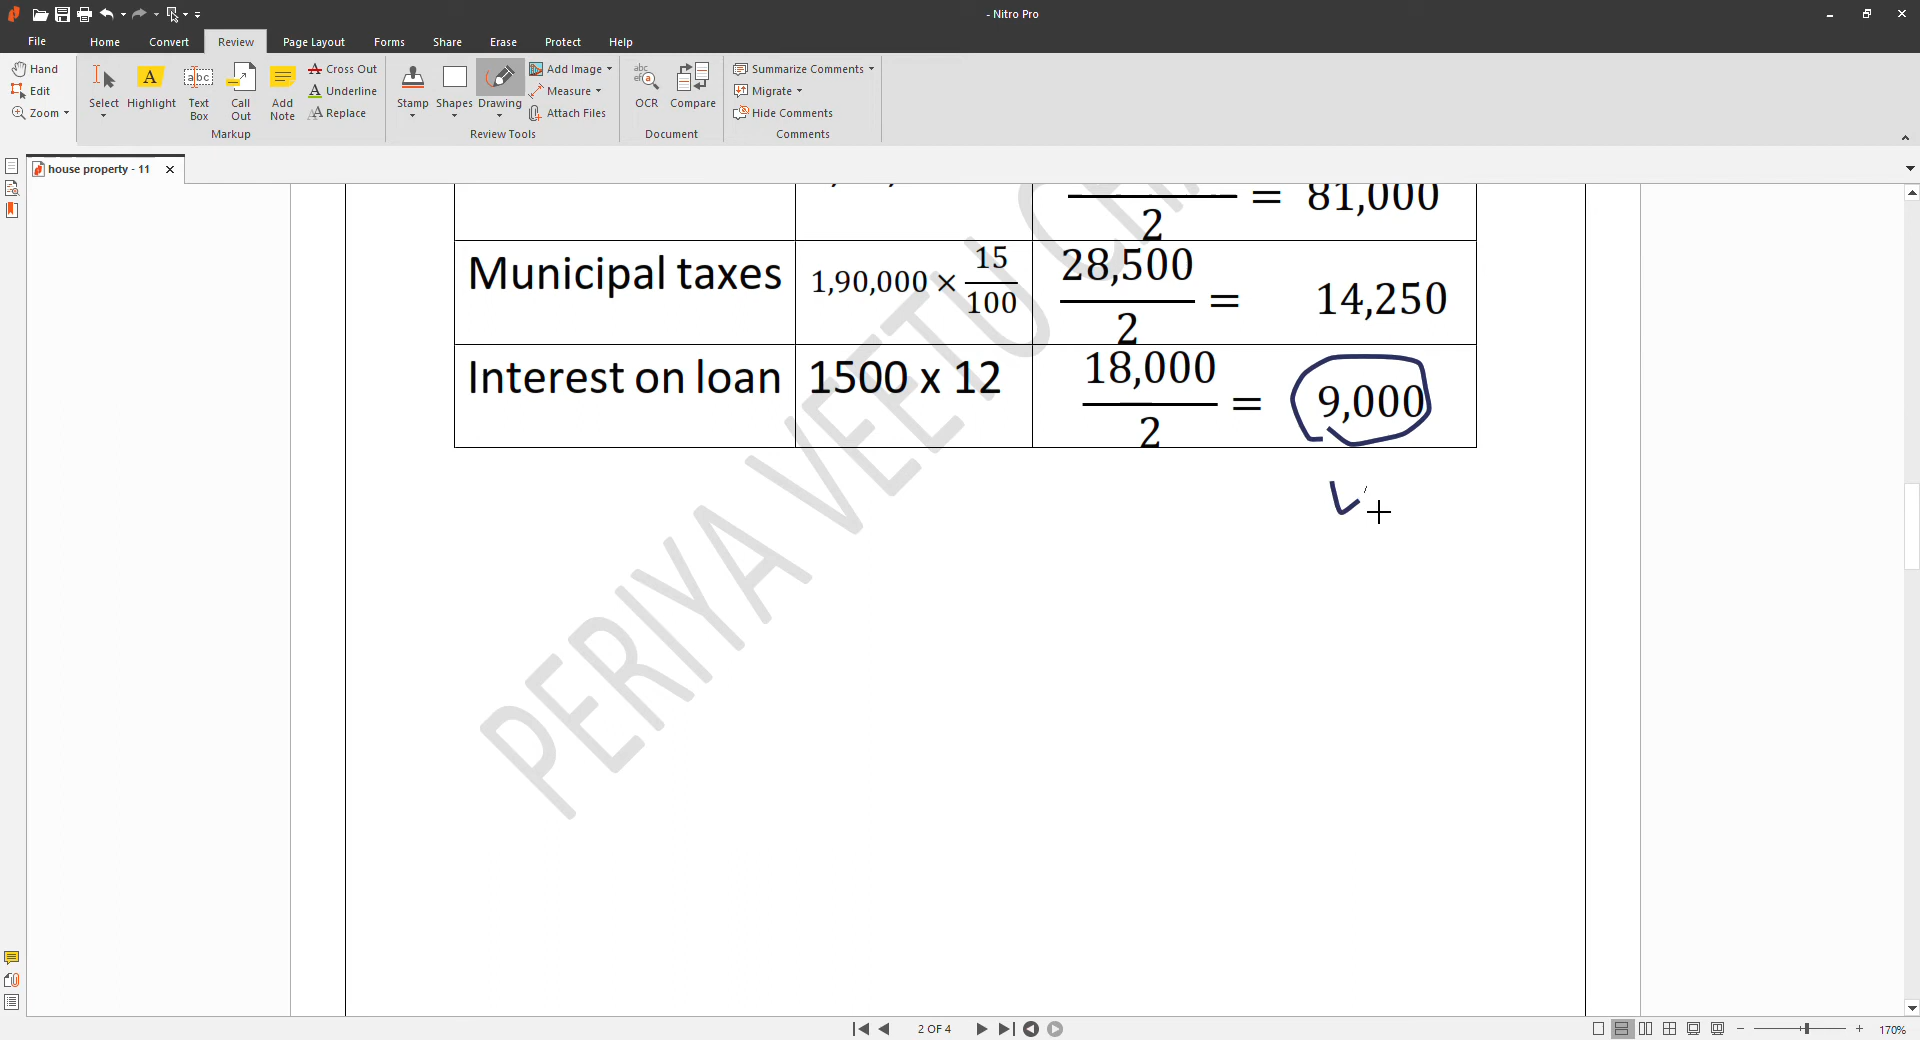 - Nitro Pro
File Home Convert Review Page Layout Forms Share Erase Protect Help
Hand
Edit
Zoom
Select
Highlight
Text Box
Call Out
Add Note
Cross Out
Underline
Replace
Markup
Stamp
Shapes
Drawing
Add Image
Measure
Attach Files
Review Tools
OCR
Compare
Document
Summarize Comments
Migrate
Hide Comments
Comments
house property - 11
2 = 81,000
Municipal taxes 1,90,000 × 15/100 28,500/2 = 14,250
Interest on loan 1500 x 12 18,000/2 = 9,000
PERIYA VEETU
2 OF 4
170%